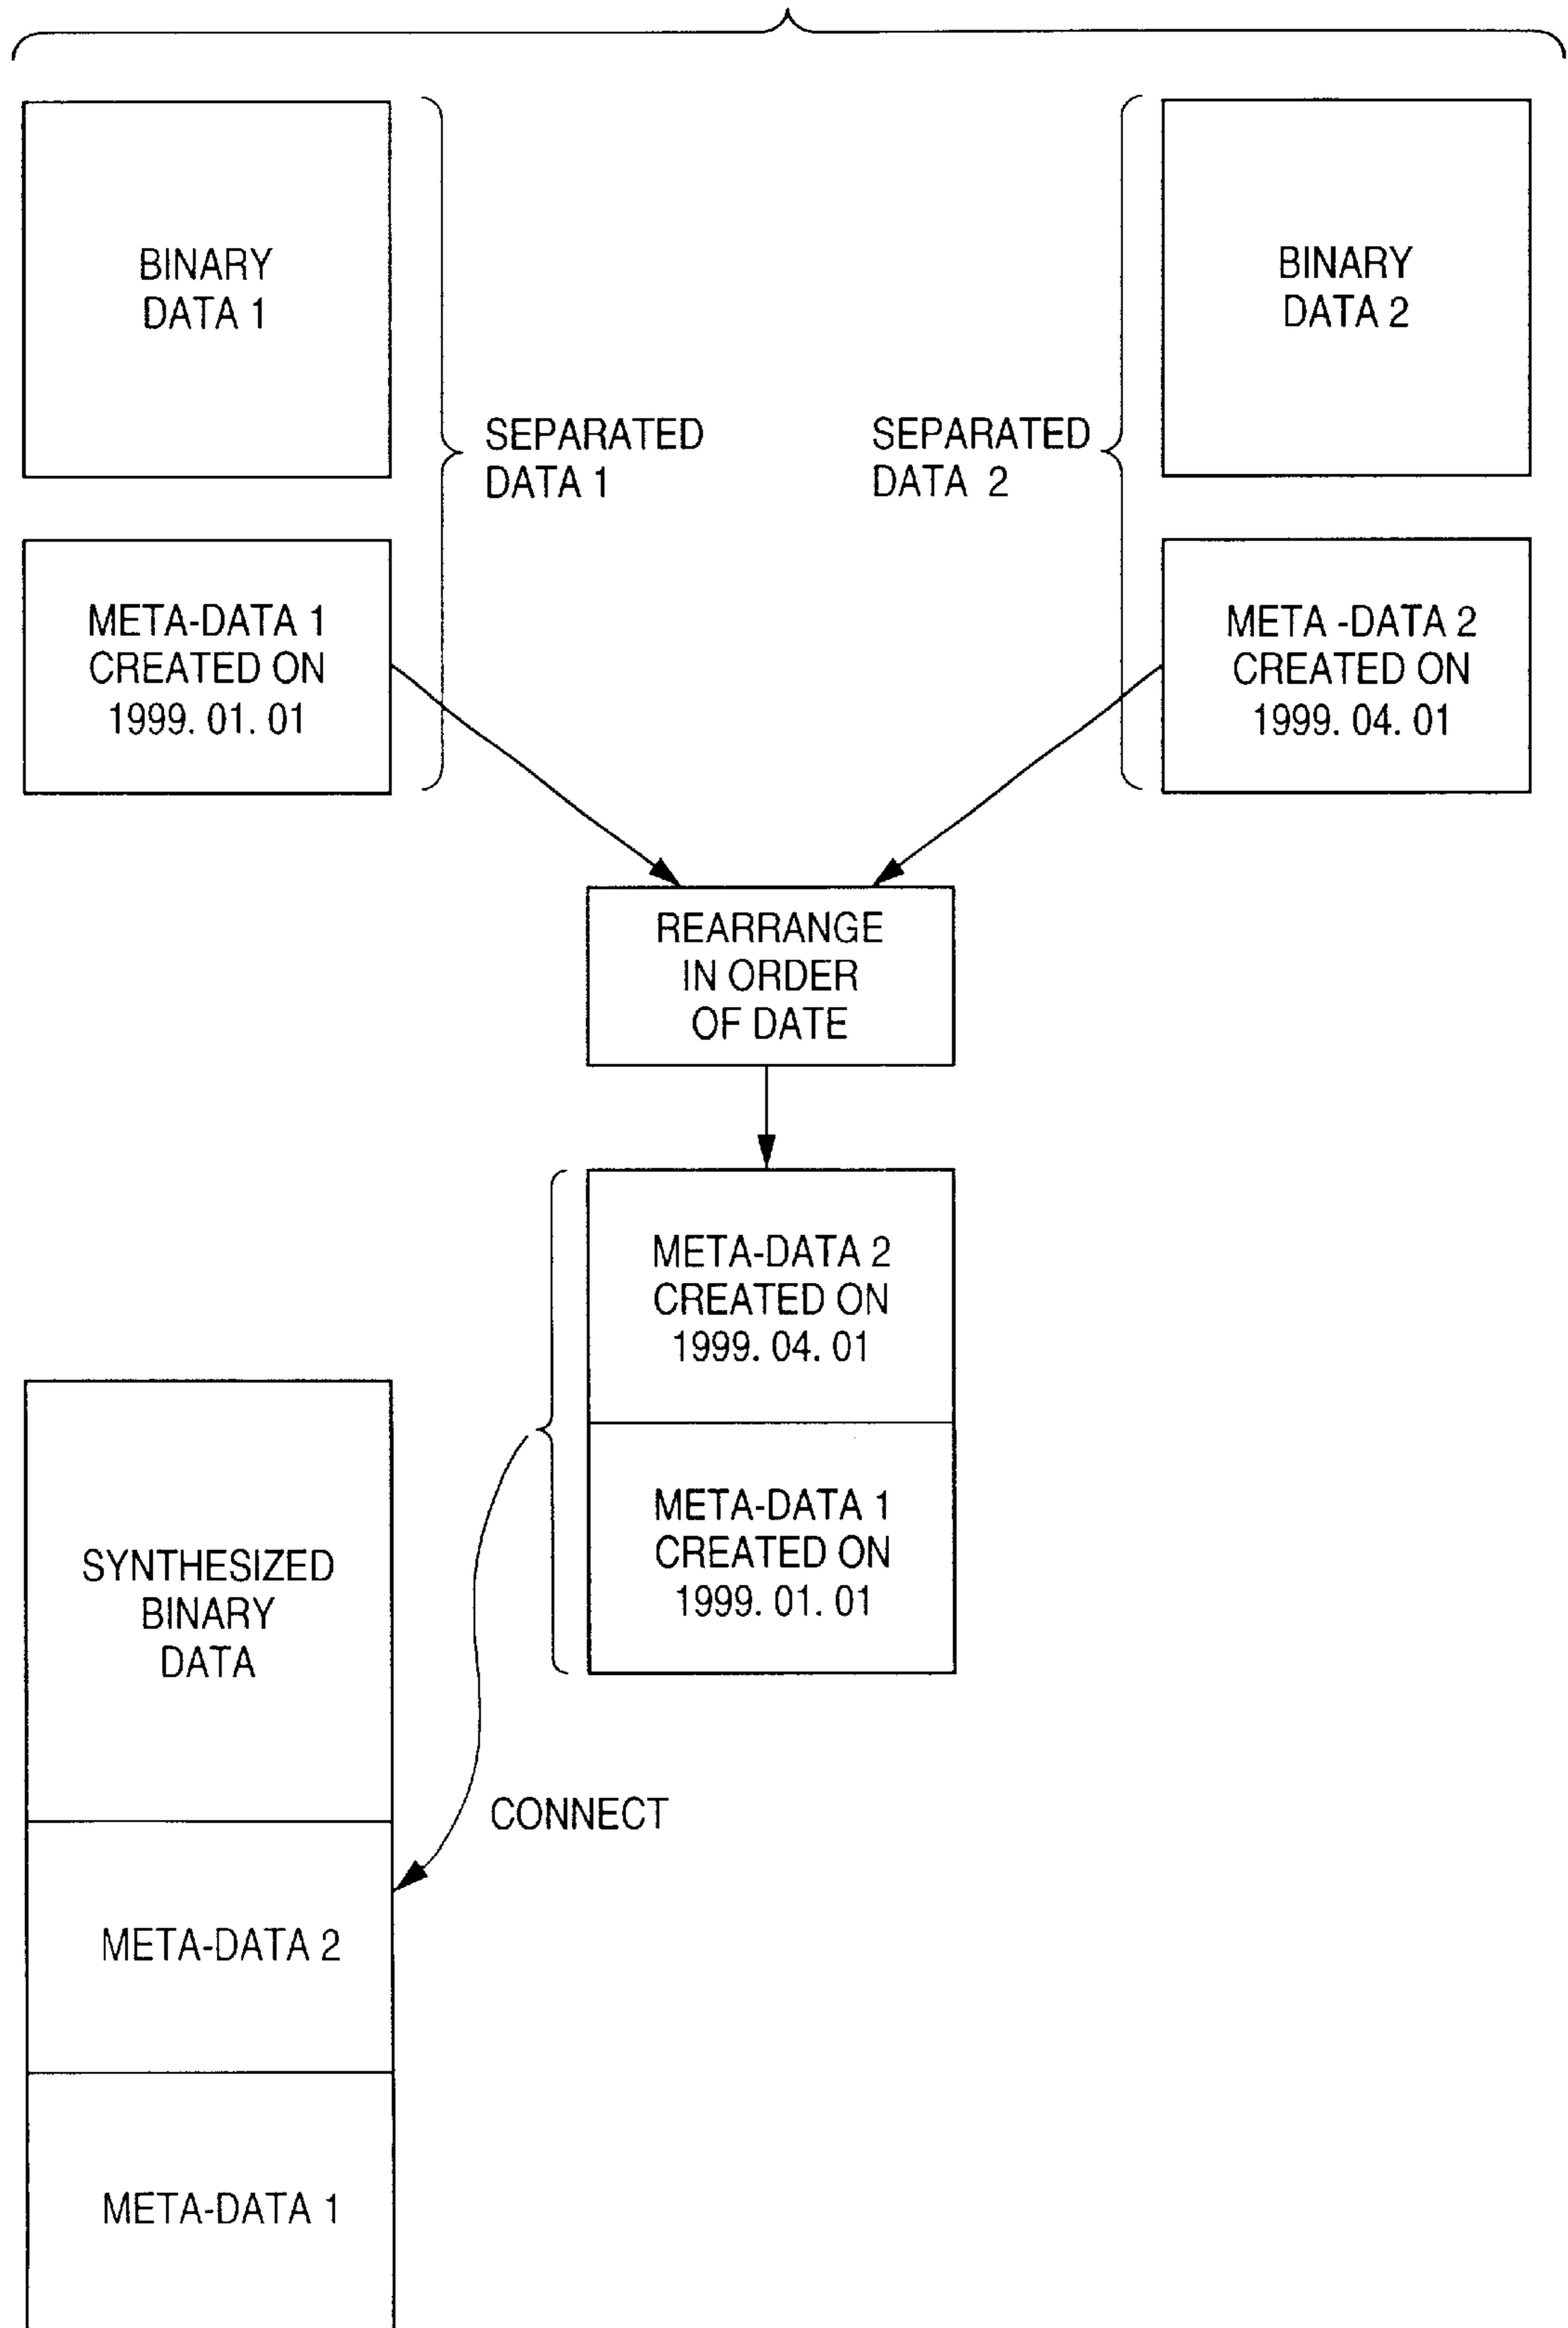 BINARY
DATA 1
BINARY
DATA 2
SEPARATED
DATA 1
SEPARATED
DATA 2
META-DATA 1
CREATED ON
1999. 01. 01
META -DATA 2
CREATED ON
1999. 04. 01
REARRANGE
IN ORDER
OF DATE
META-DATA 2
CREATED ON
1999. 04. 01
META-DATA 1
CREATED ON
1999. 01. 01
SYNTHESIZED
BINARY
DATA
CONNECT
META-DATA 2
META-DATA 1